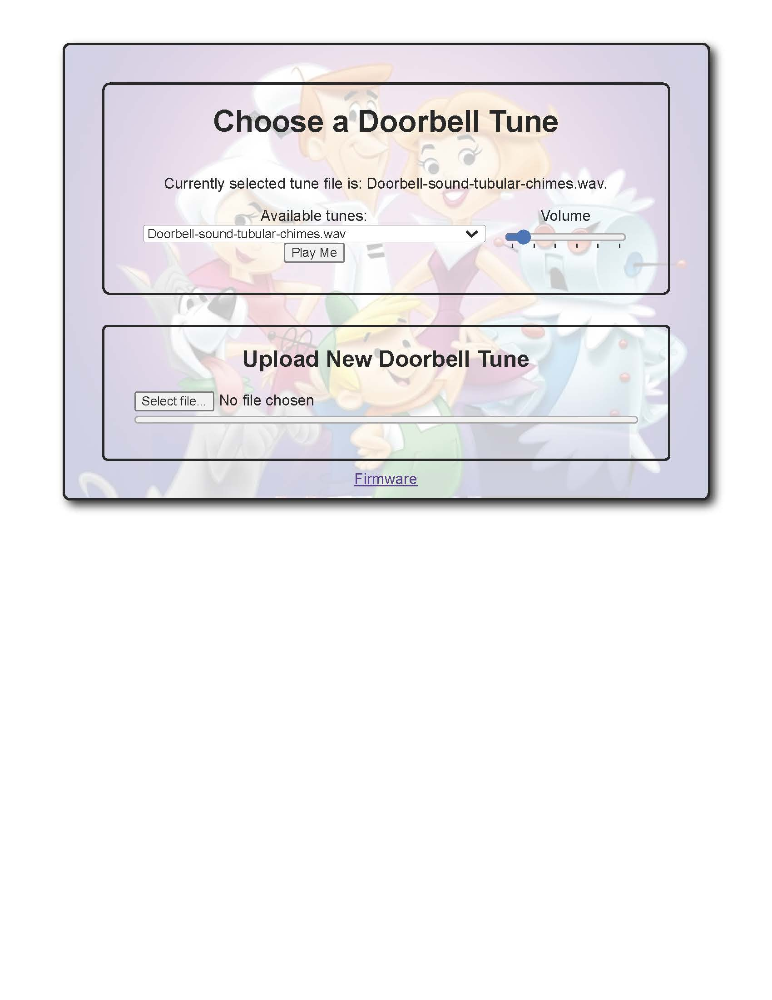 Choose a Doorbell Tune
Currently selected tune file is: Doorbell-sound-tubular-chimes.wav.
Available tunes:
Doorbell-sound-tubular-chimes.wav
Play Me
Volume
Upload New Doorbell Tune
Select file... No file chosen
Firmware